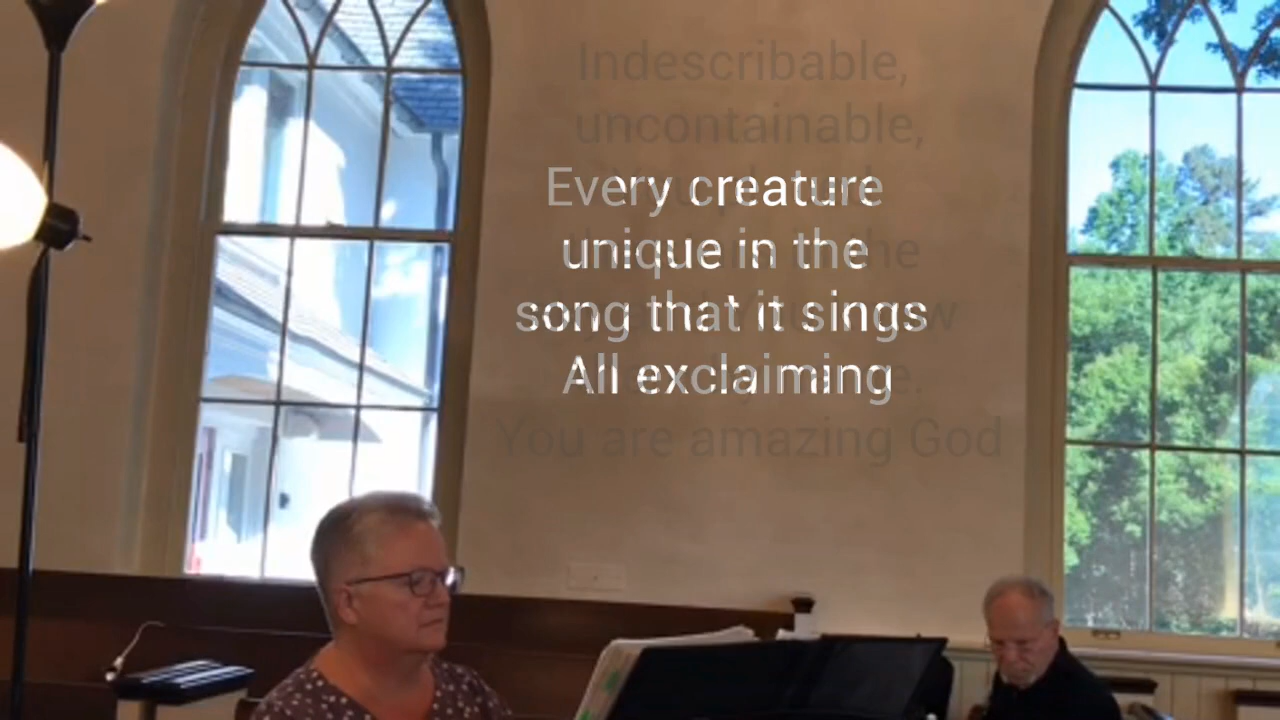 Indescribable,
uncontainable,
Every creature
unique in the
song that it sings
All exclaiming
You are amazing God